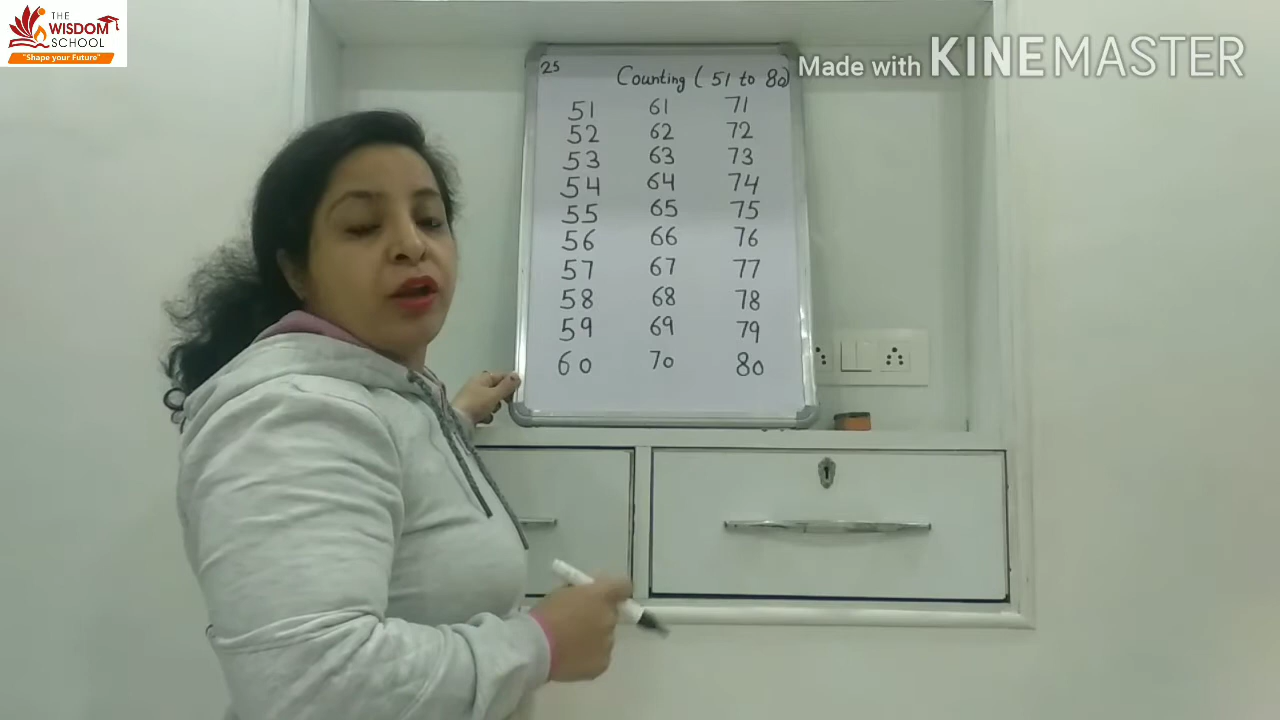 THE
WISDOM
SCHOOL
"Shape your Future"
Made with KINEMASTER
25
Counting ( 51 to 80)
51 61 71
52 62 72
53 63 73
54 64 74
55 65 75
56 66 76
57 67 77
58 68 78
59 69 79
60 70 80